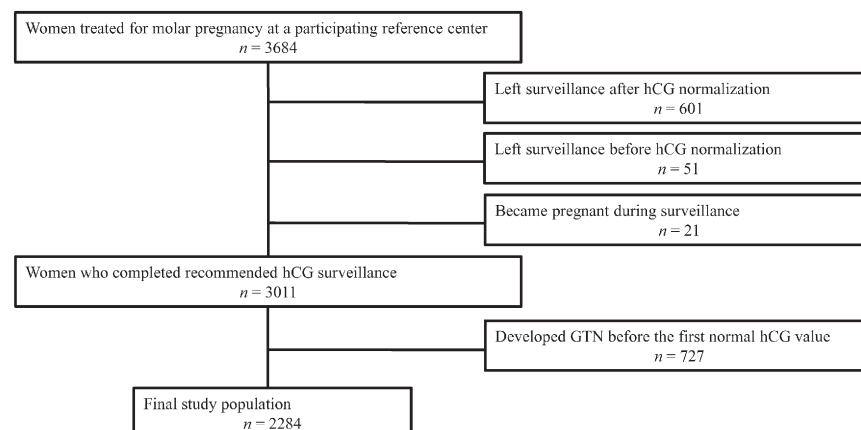 Women treated for molar pregnancy at a participating reference center
n = 3684
Left surveillance after hCG normalization
n = 601
Left surveillance before hCG normalization
n = 51
Became pregnant during surveillance
n = 21
Women who completed recommended hCG surveillance
n = 3011
Developed GTN before the first normal hCG value
n = 727
Final study population
n = 2284